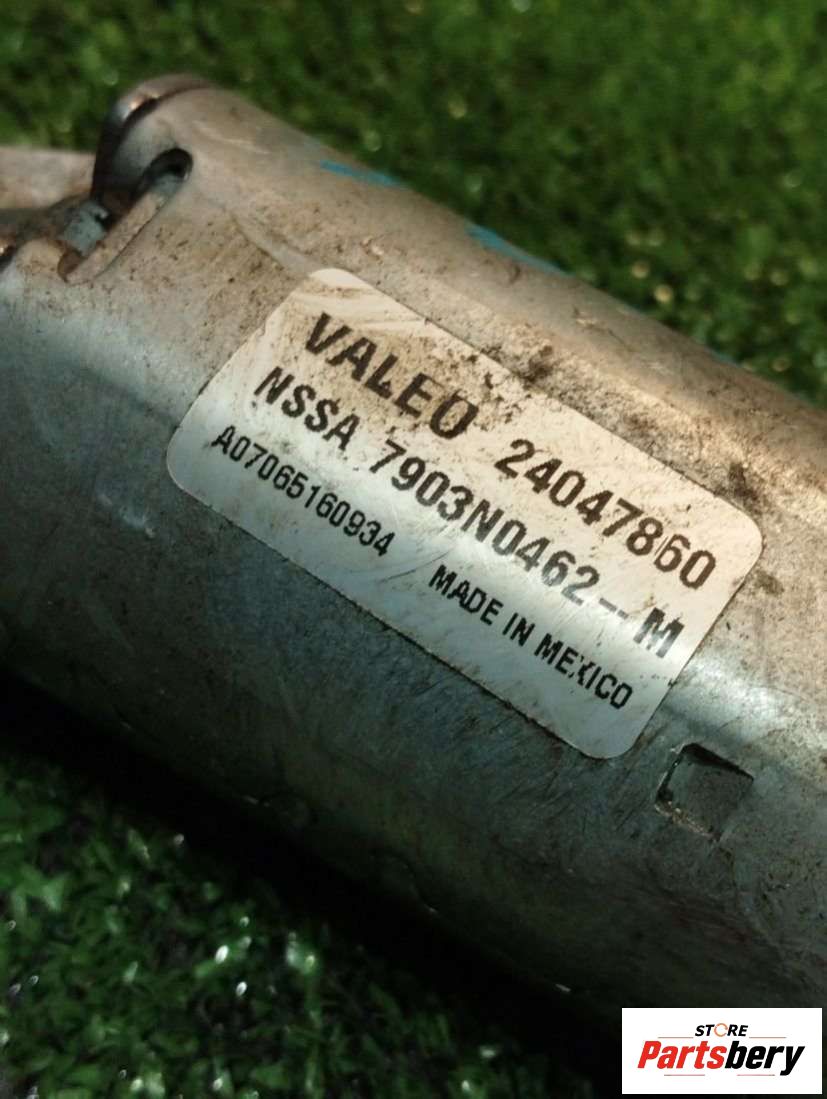 VALEO 24047860
NSSA 7903N0462--M
A07065160934 MADE IN MEXICO
STORE
Partsbery